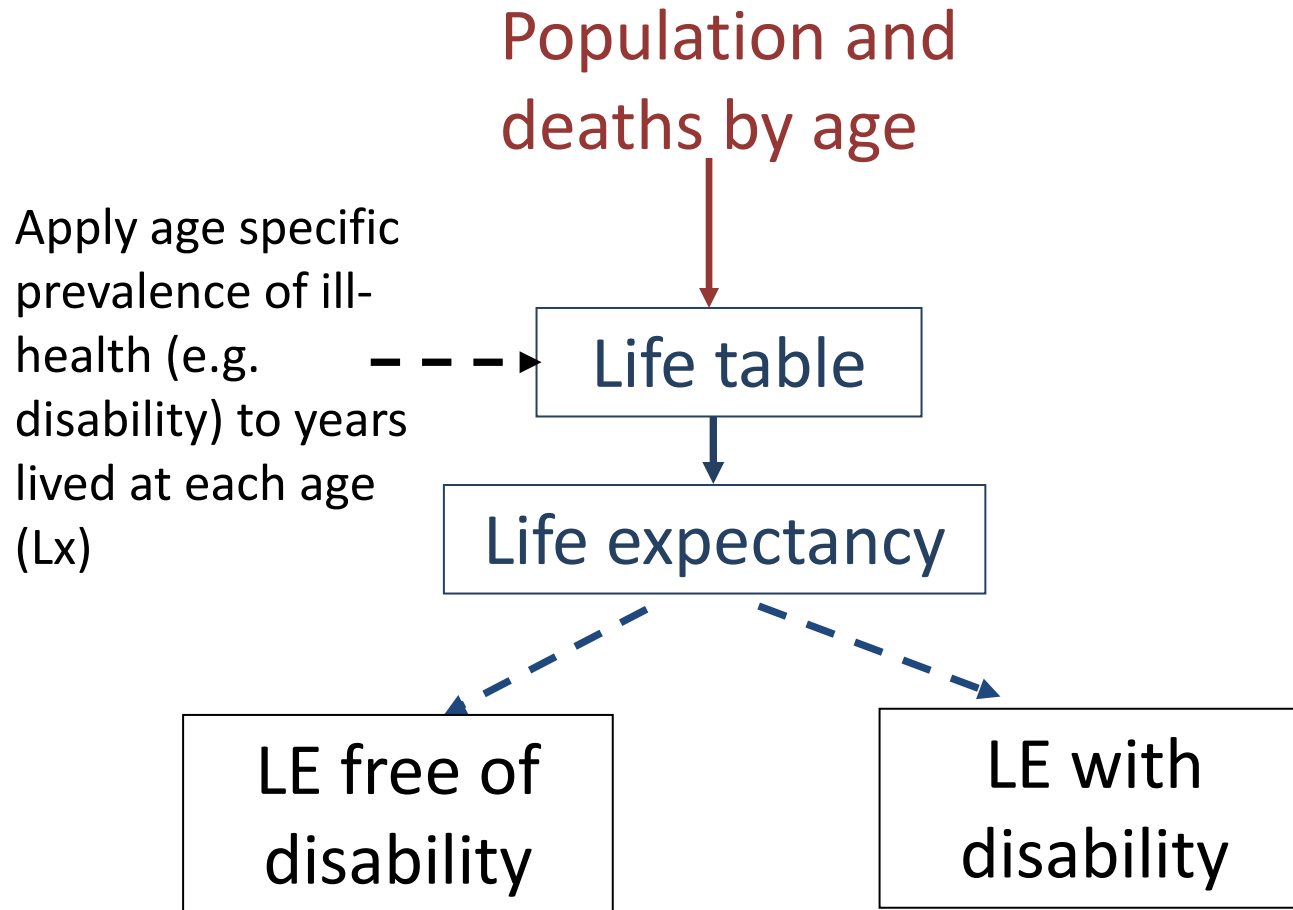 Population and
deaths by age
Apply age specific
prevalence of ill-
health (e.g.
disability) to years
lived at each age
(Lx)
Life table
Life expectancy
LE free of
disability
LE with
disability